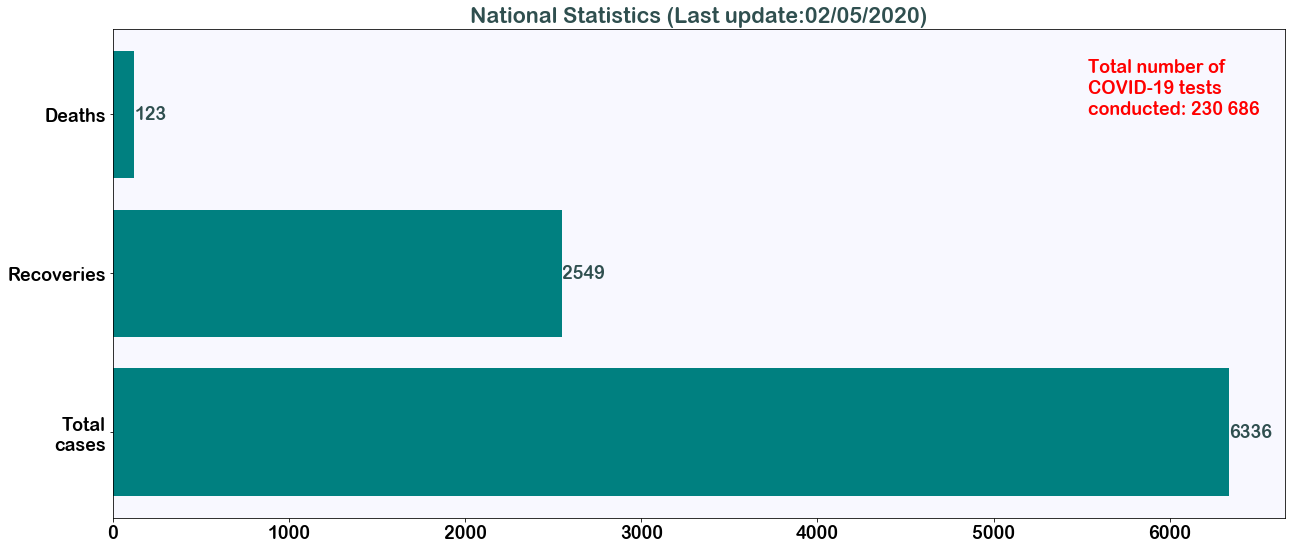 National Statistics (Last update:02/05/2020)
Total number of
COVID-19 tests
conducted: 230 686
Deaths
123
Recoveries
2549
Total
cases
6336
0 1000 2000 3000 4000 5000 6000